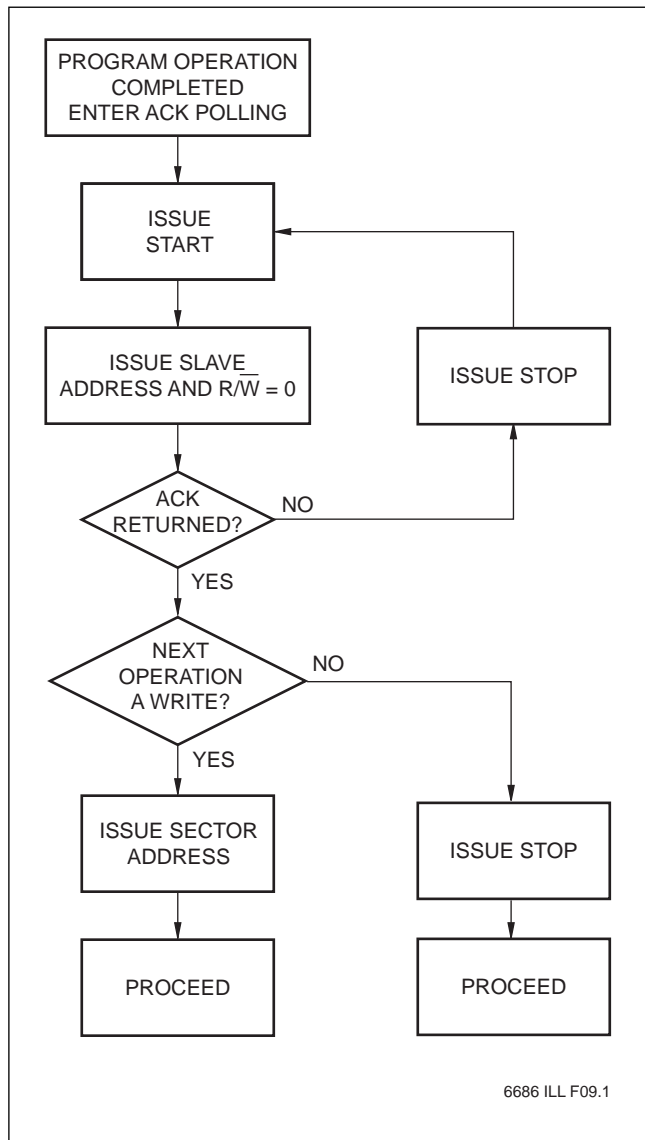 PROGRAM OPERATION
COMPLETED
ENTER ACK POLLING
ISSUE
START
ISSUE SLAVE
ADDRESS AND R/W̅ = 0
ISSUE STOP
ACK
RETURNED?
NO
YES
NEXT
OPERATION
A WRITE?
NO
YES
ISSUE SECTOR
ADDRESS
ISSUE STOP
PROCEED
PROCEED
6686 ILL F09.1